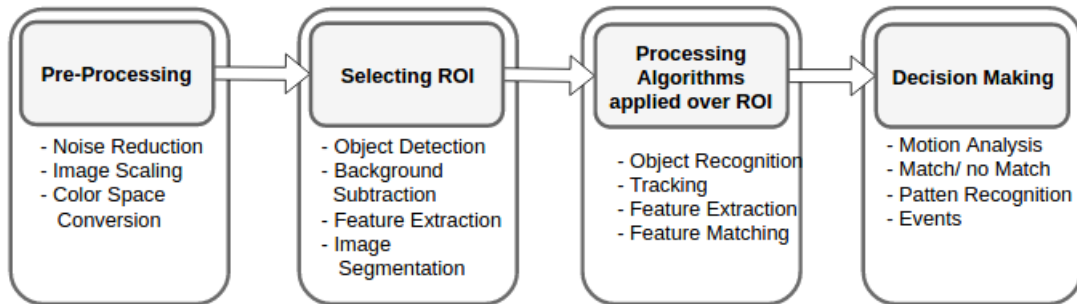 Pre-Processing
- Noise Reduction
- Image Scaling
- Color Space
Conversion
Selecting ROI
- Object Detection
- Background
Subtraction
- Feature Extraction
- Image
Segmentation
Processing
Algorithms
applied over ROI
- Object Recognition
- Tracking
- Feature Extraction
- Feature Matching
Decision Making
- Motion Analysis
- Match/ no Match
- Patten Recognition
- Events